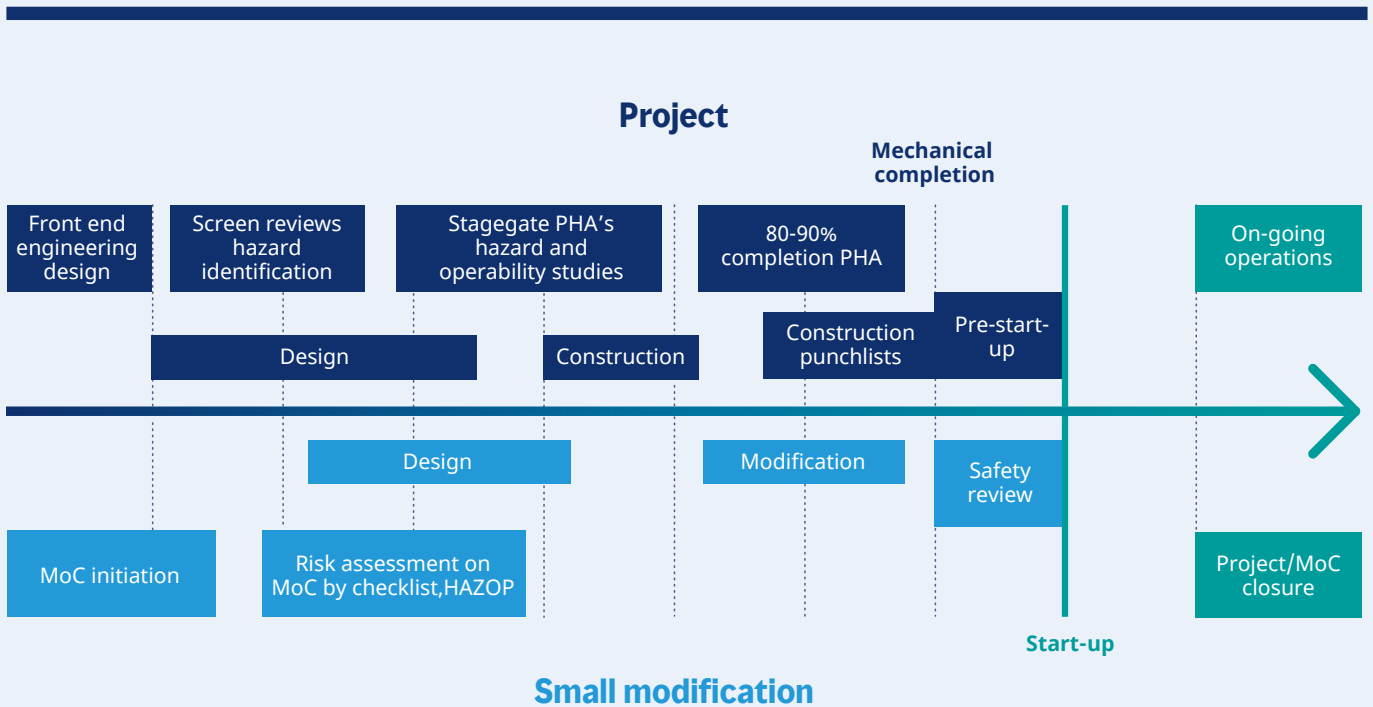 Project
Mechanical
completion
Front end
engineering
design
Screen reviews
hazard
identification
Stagegate PHA’s
hazard and
operability studies
80-90%
completion PHA
On-going
operations
Design
Construction
Construction
punchlists
Pre-start-
up
Design
Modification
Safety
review
MoC initiation
Risk assessment on
MoC by checklist,HAZOP
Project/MoC
closure
Start-up
Small modification